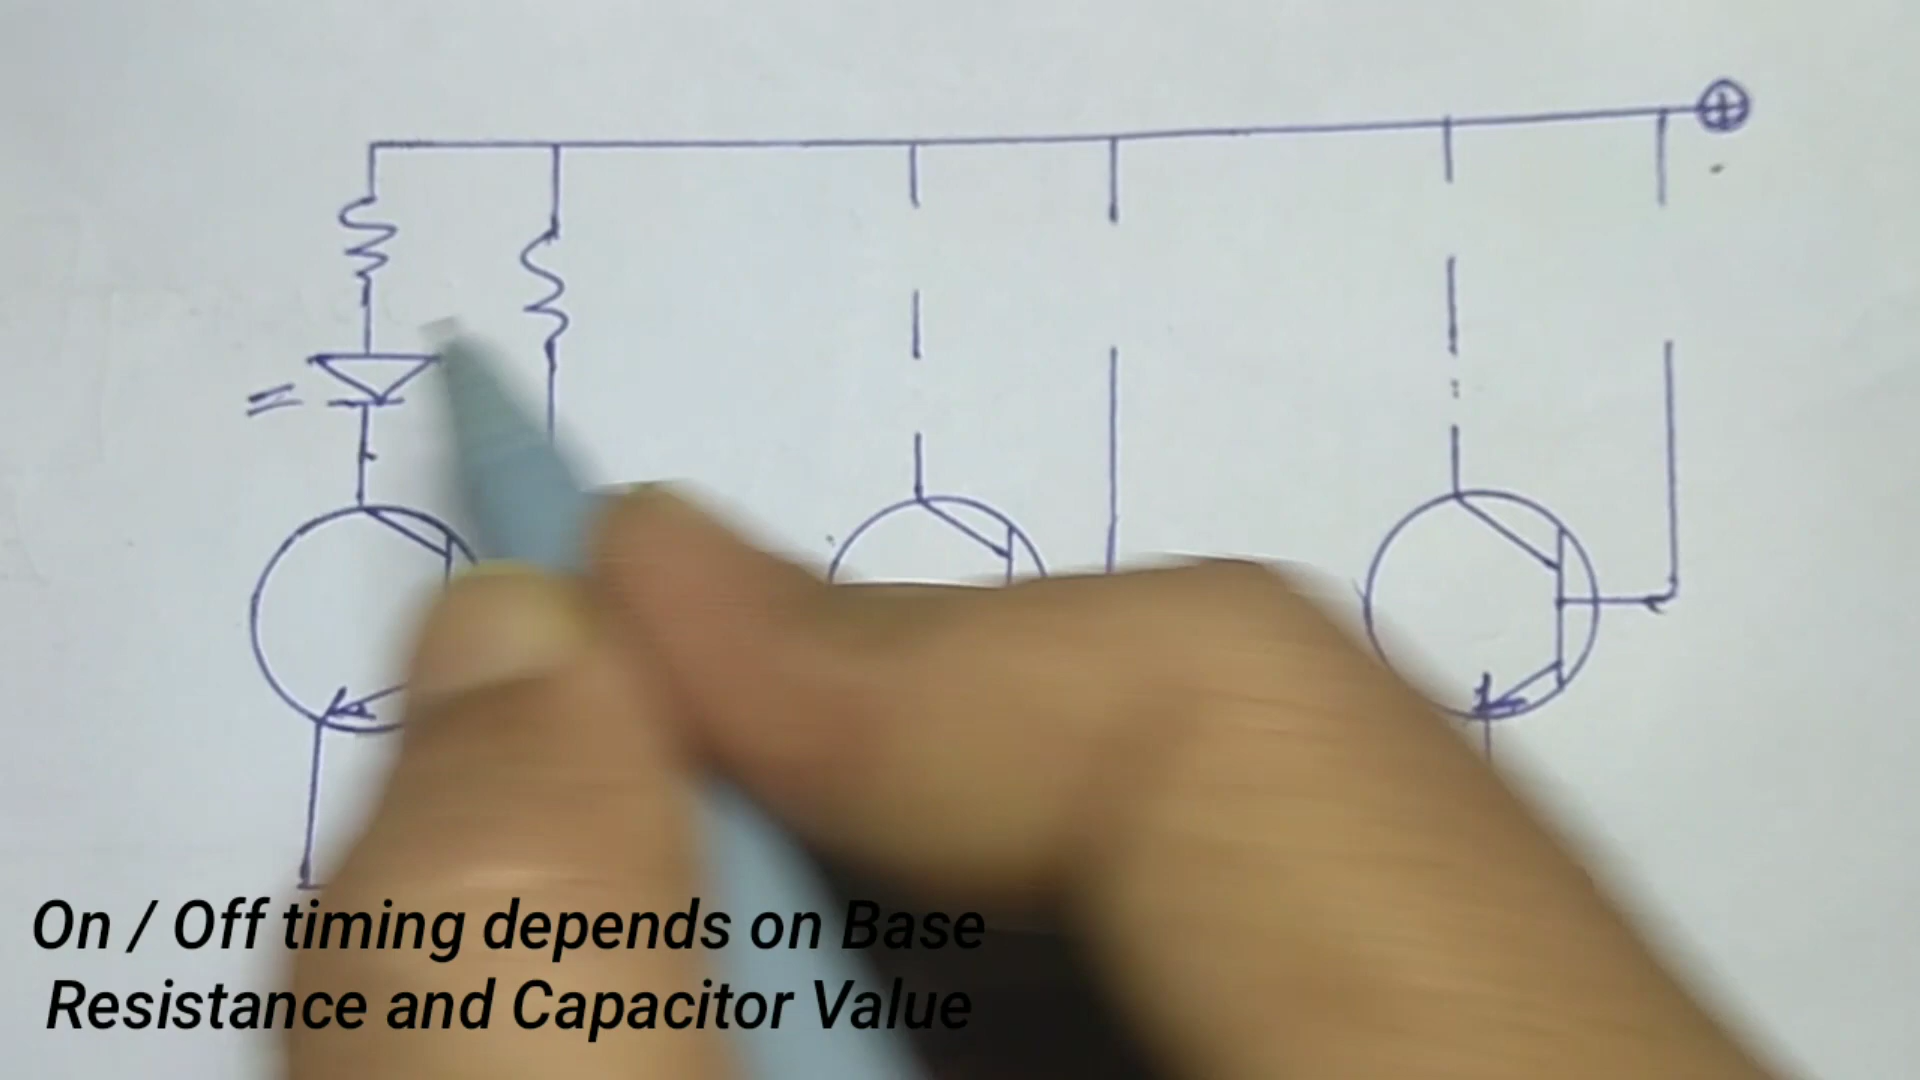 On / Off timing depends on Base
Resistance and Capacitor Value